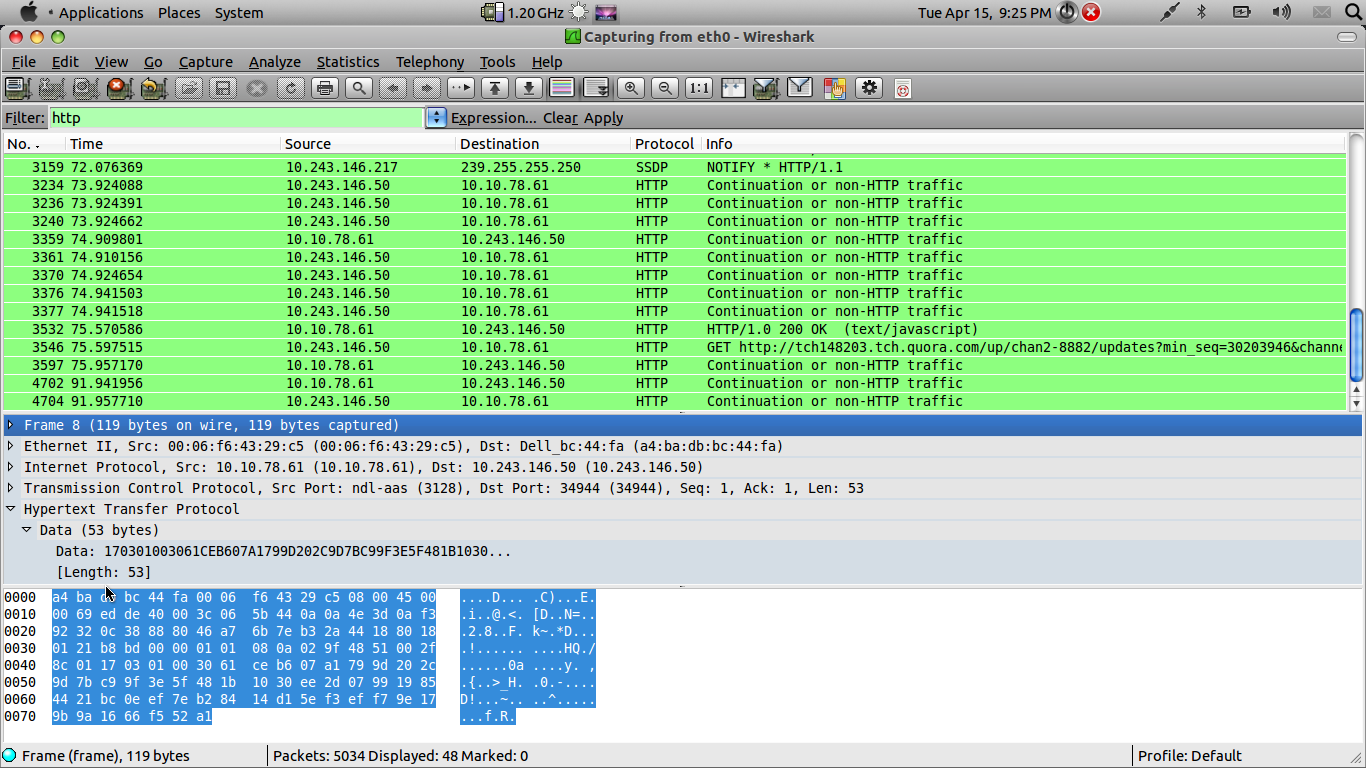 Applications Places System 1.20 GHz Tue Apr 15, 9:25 PM
Capturing from eth0 - Wireshark
File Edit View Go Capture Analyze Statistics Telephony Tools Help
1:1
Filter: http Expression... Clear Apply
No. Time Source Destination Protocol Info
3159 72.076369 10.243.146.217 239.255.255.250 SSDP NOTIFY * HTTP/1.1
3234 73.924088 10.243.146.50 10.10.78.61 HTTP Continuation or non-HTTP traffic
3236 73.924391 10.243.146.50 10.10.78.61 HTTP Continuation or non-HTTP traffic
3240 73.924662 10.243.146.50 10.10.78.61 HTTP Continuation or non-HTTP traffic
3359 74.909801 10.10.78.61 10.243.146.50 HTTP Continuation or non-HTTP traffic
3361 74.910156 10.243.146.50 10.10.78.61 HTTP Continuation or non-HTTP traffic
3370 74.924654 10.243.146.50 10.10.78.61 HTTP Continuation or non-HTTP traffic
3376 74.941503 10.243.146.50 10.10.78.61 HTTP Continuation or non-HTTP traffic
3377 74.941518 10.243.146.50 10.10.78.61 HTTP Continuation or non-HTTP traffic
3532 75.570586 10.10.78.61 10.243.146.50 HTTP HTTP/1.0 200 OK (text/javascript)
3546 75.597515 10.243.146.50 10.10.78.61 HTTP GET http://tch148203.tch.quora.com/up/chan2-8882/updates?min_seq=30203946&channe
3597 75.957170 10.10.78.61 10.243.146.50 HTTP Continuation or non-HTTP traffic
4702 91.941956 10.10.78.61 10.243.146.50 HTTP Continuation or non-HTTP traffic
4704 91.957710 10.243.146.50 10.10.78.61 HTTP Continuation or non-HTTP traffic
Frame 8 (119 bytes on wire, 119 bytes captured)
Ethernet II, Src: 00:06:f6:43:29:c5 (00:06:f6:43:29:c5), Dst: Dell_bc:44:fa (a4:ba:db:bc:44:fa)
Internet Protocol, Src: 10.10.78.61 (10.10.78.61), Dst: 10.243.146.50 (10.243.146.50)
Transmission Control Protocol, Src Port: ndl-aas (3128), Dst Port: 34944 (34944), Seq: 1, Ack: 1, Len: 53
Hypertext Transfer Protocol
Data (53 bytes)
Data: 170301003061CEB607A1799D202C9D7BC99F3E5F481B1030...
[Length: 53]
0000 a4 ba bc 44 fa 00 06 f6 43 29 c5 08 00 45 00 ....D... .C)...E.
0010 00 69 ed de 40 00 3c 06 5b 44 0a 0a 4e 3d 0a f3 .i..@.<. [D..N=..
0020 92 32 0c 38 88 80 46 a7 6b 7e b3 2a 44 18 80 18 .2.8..F. k~.*D...
0030 01 21 b8 bd 00 00 01 01 08 0a 02 9f 48 51 00 2f .!...... ....HQ./
0040 8c 01 17 03 01 00 30 61 ce b6 07 a1 79 9d 20 2c ......0a ....y. ,
0050 9d 7b c9 9f 3e 5f 48 1b 10 30 ee 2d 07 99 19 85 .{..>_H. .0.-....
0060 44 21 bc 0e ef 7e b2 84 14 d1 5e f3 ef f7 9e 17 D!...~.. ..^.....
0070 9b 9a 16 66 f5 52 a1 ...f.R.
Frame (frame), 119 bytes Packets: 5034 Displayed: 48 Marked: 0 Profile: Default